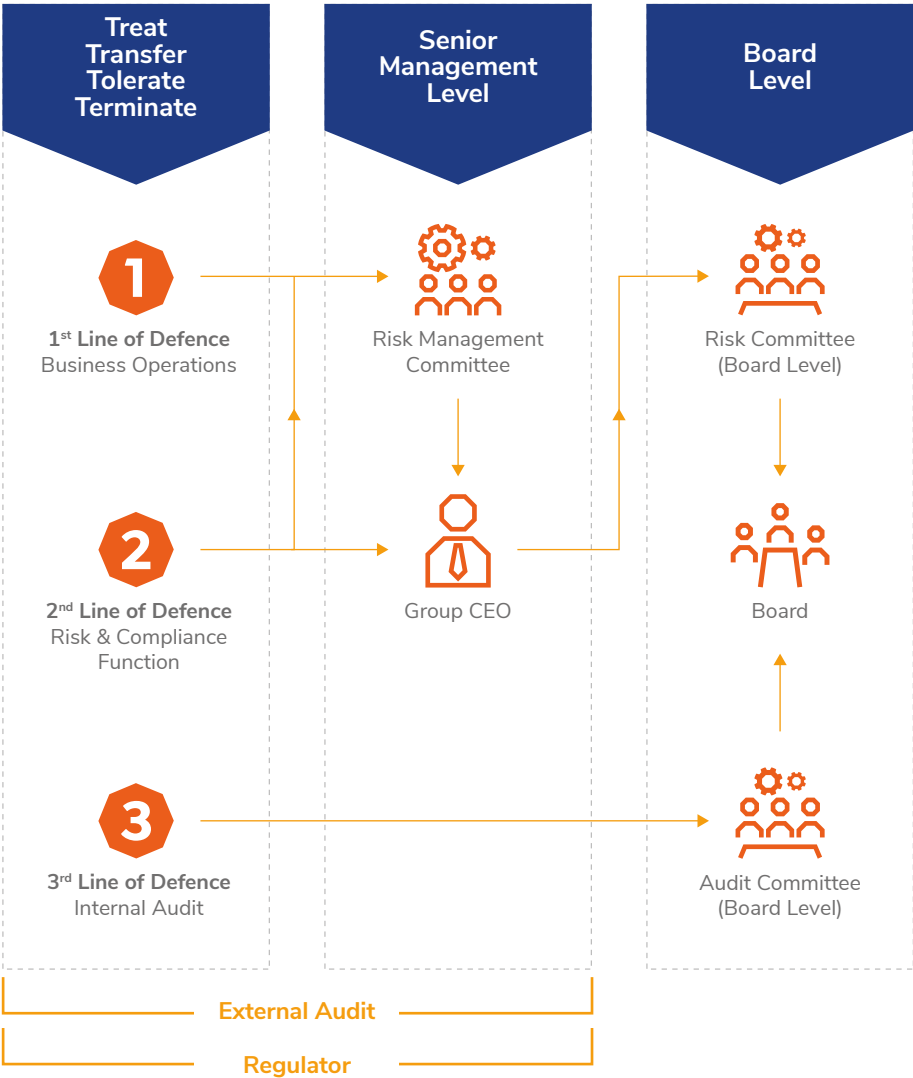 Treat
Transfer
Tolerate
Terminate
Senior
Management
Level
Board
Level
1
1st Line of Defence
Business Operations
Risk Management
Committee
Risk Committee
(Board Level)
2
2nd Line of Defence
Risk & Compliance
Function
Group CEO
Board
3
3rd Line of Defence
Internal Audit
Audit Committee
(Board Level)
External Audit
Regulator